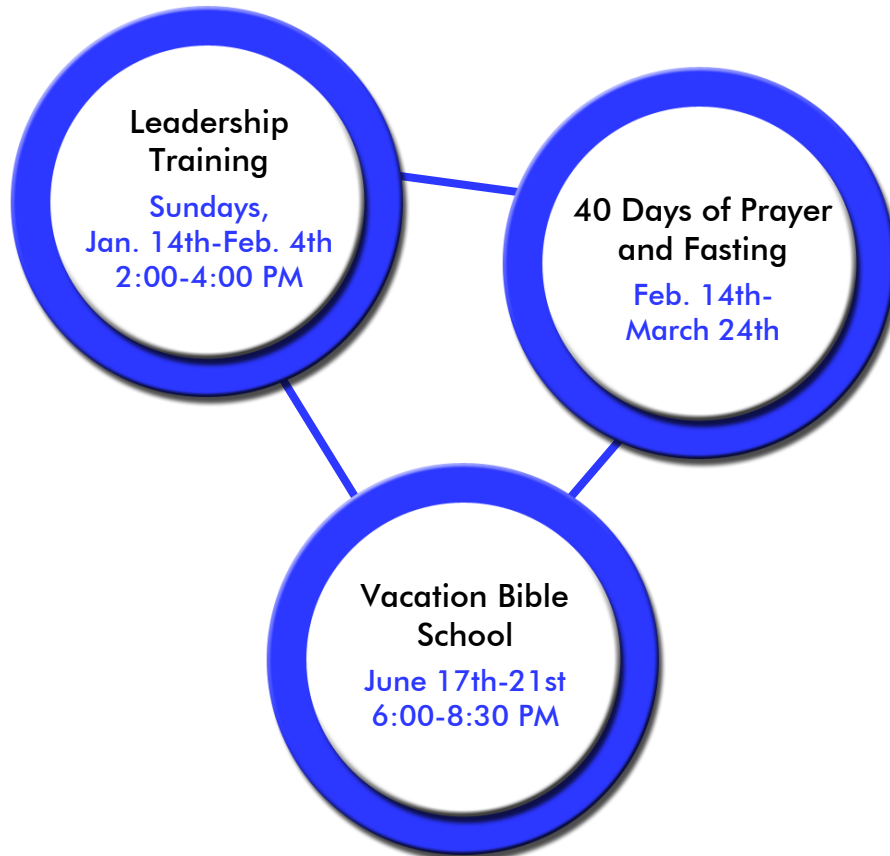 Leadership
Training
Sundays,
Jan. 14th-Feb. 4th
2:00-4:00 PM
40 Days of Prayer
and Fasting
Feb. 14th-
March 24th
Vacation Bible
School
June 17th-21st
6:00-8:30 PM